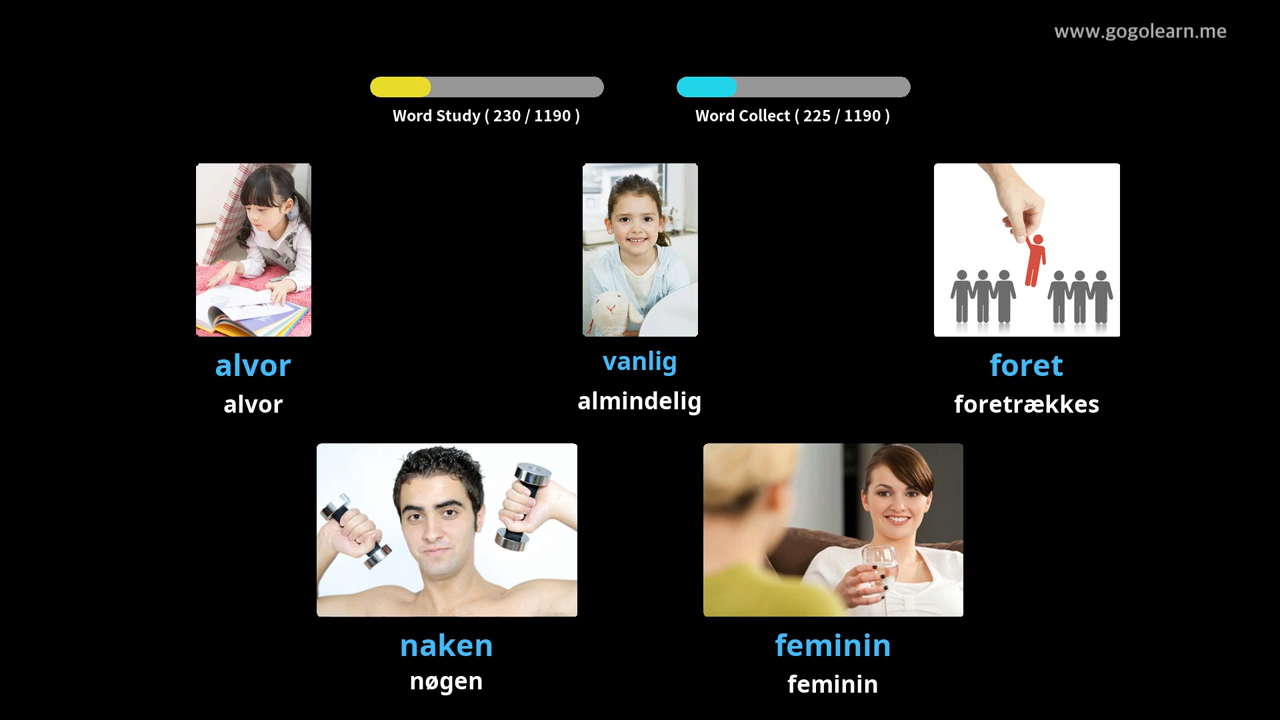 www.gogolearn.me
Word Study ( 230 / 1190 )
Word Collect ( 225 / 1190 )
alvor
alvor
vanlig
almindelig
foret
foretrækkes
naken
nøgen
feminin
feminin